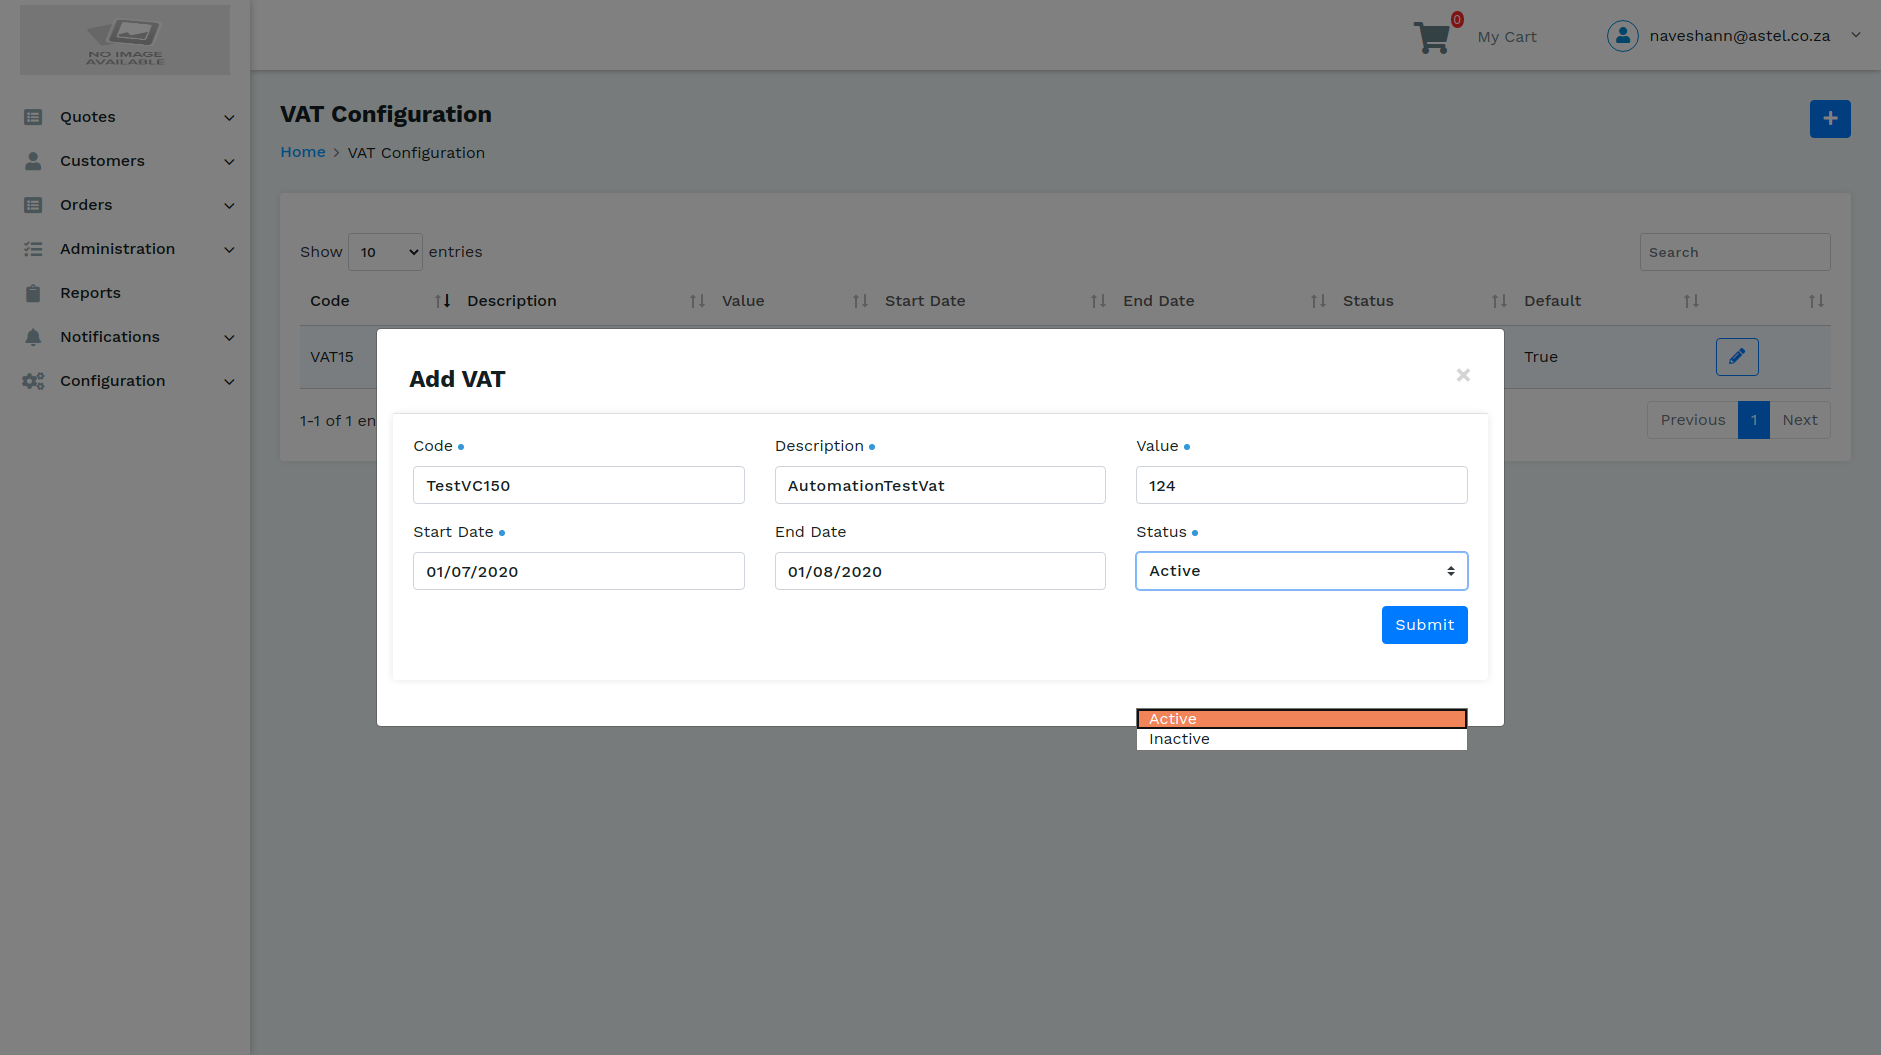 NO IMAGE
AVAILABLE
0
My Cart
naveshann@astel.co.za
Quotes
Customers
Orders
Administration
Reports
Notifications
Configuration
VAT Configuration
Home > VAT Configuration
Show 10 entries
Search
Code Description Value Start Date End Date Status Default
VAT15 True
1-1 of 1 en
Previous 1 Next
Add VAT
×
Code Description Value
TestVC150 AutomationTestVat 124
Start Date End Date Status
01/07/2020 01/08/2020 Active
Submit
Active
Inactive